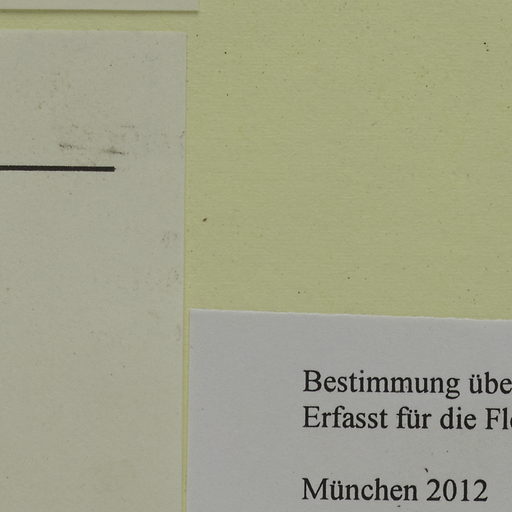 Bestimmung übe
Erfasst für die Fl
München 2012